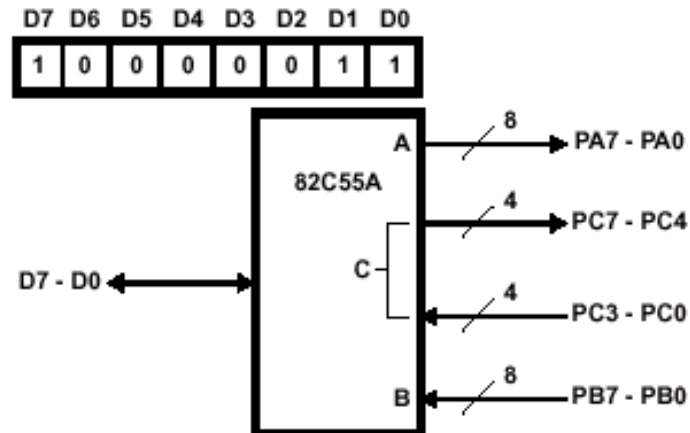 D7 D6 D5 D4 D3 D2 D1 D0
1 0 0 0 0 0 1 1
A 8 PA7 - PA0
82C55A
4 PC7 - PC4
C
D7 - D0
4 PC3 - PC0
B 8 PB7 - PB0